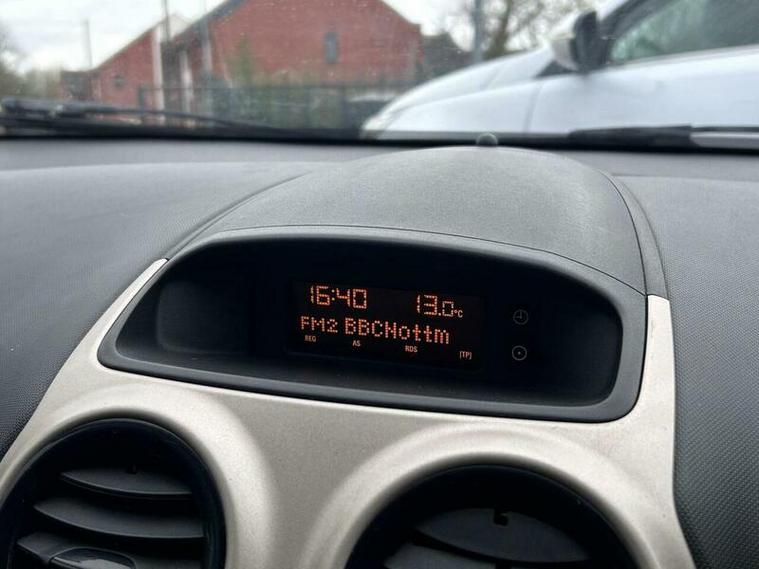 16:40 13.0°C
FM2 BBCNottm
REG AS RDS [TP]